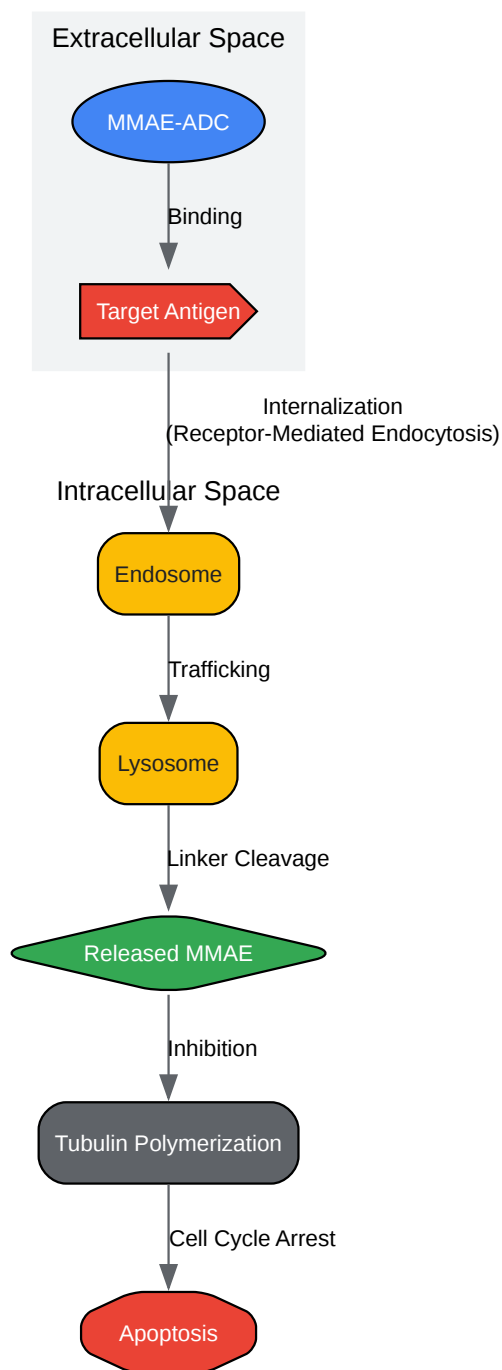 Extracellular Space
MMAE-ADC
Binding
Target Antigen
Internalization
(Receptor-Mediated Endocytosis)
Intracellular Space
Endosome
Trafficking
Lysosome
Linker Cleavage
Released MMAE
Inhibition
Tubulin Polymerization
Cell Cycle Arrest
Apoptosis